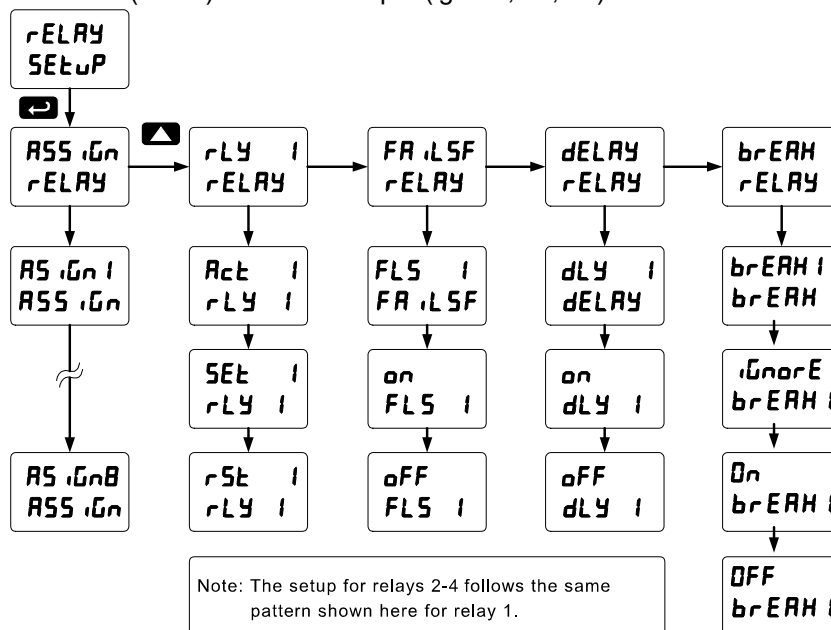 rELAY
SEtuP
ASSiGn
rELAY
rLY 1
rELAY
FAiLSF
rELAY
dELAY
rELAY
brEAH
rELAY
ASiGn1
ASSiGn
Act 1
rLY 1
FLS 1
FAiLSF
dLY 1
dELAY
brEAH1
brEAH
SEt 1
rLY 1
on
FLS 1
on
dLY 1
iGnorE
brEAH1
ASiGn8
ASSiGn
rSt 1
rLY 1
oFF
FLS 1
oFF
dLY 1
On
brEAH1
OFF
brEAH1
Note: The setup for relays 2-4 follows the same
pattern shown here for relay 1.